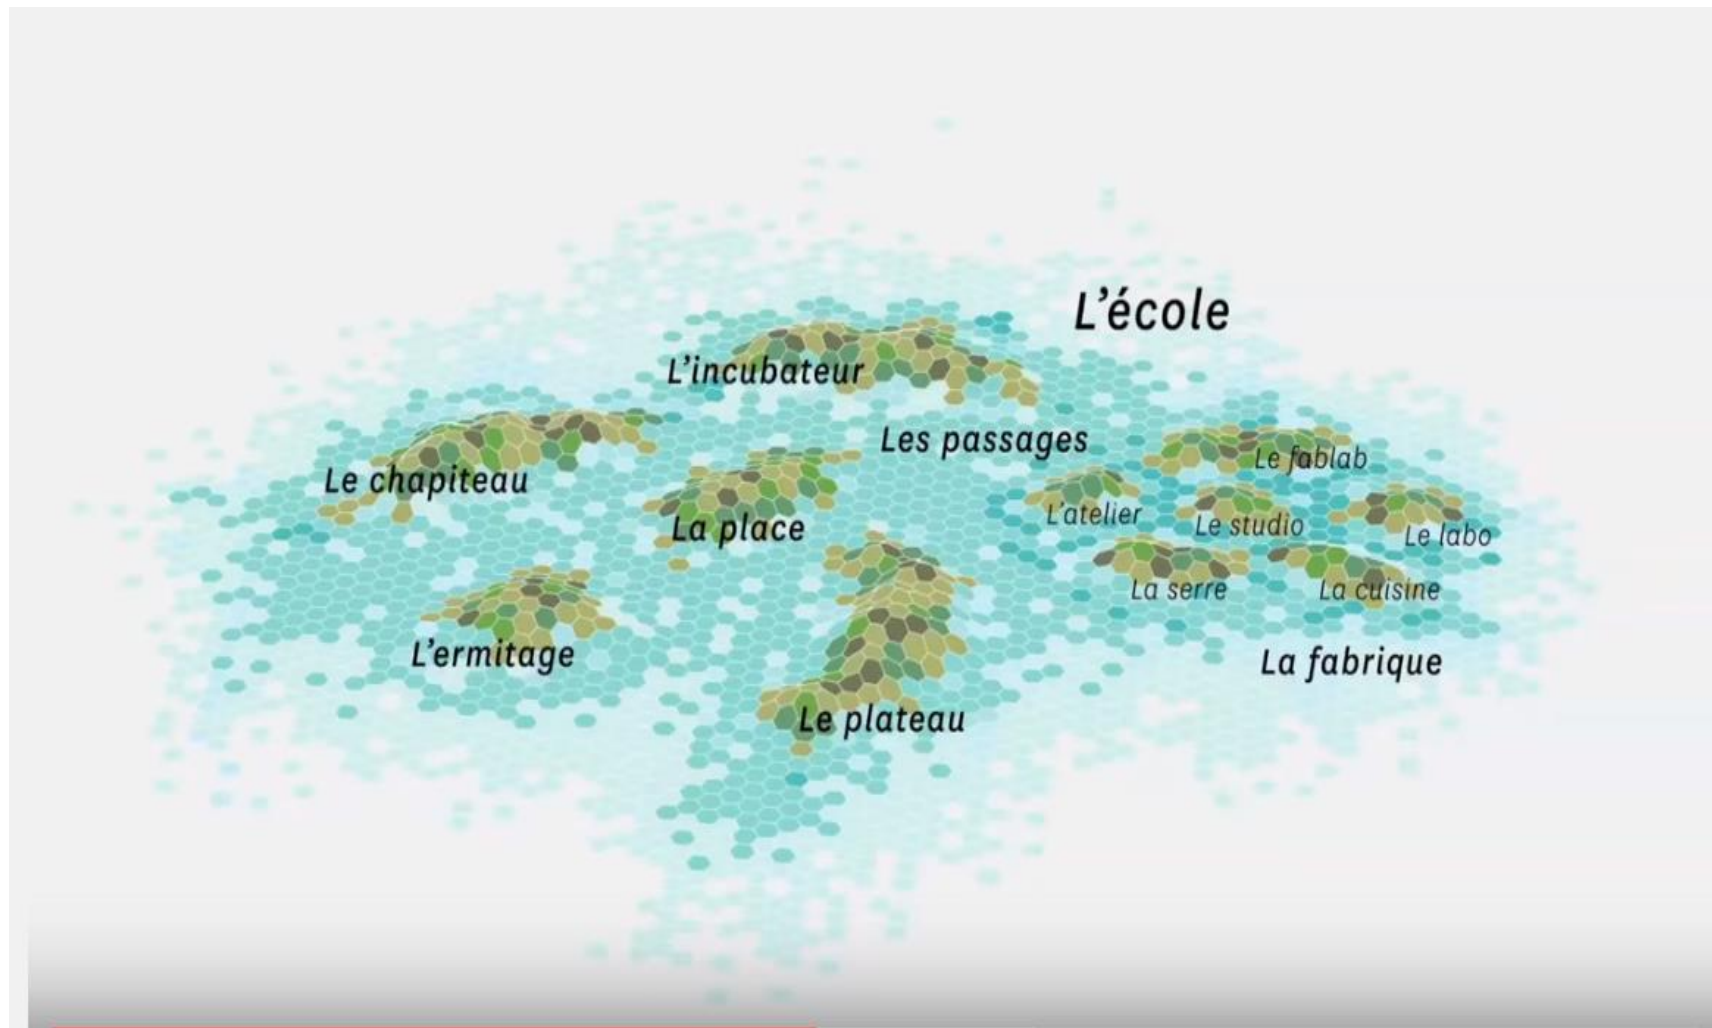 L'école
L'incubateur
Les passages
Le fablab
Le chapiteau
La place
L'atelier
Le studio
Le labo
La serre
La cuisine
L'ermitage
La fabrique
Le plateau